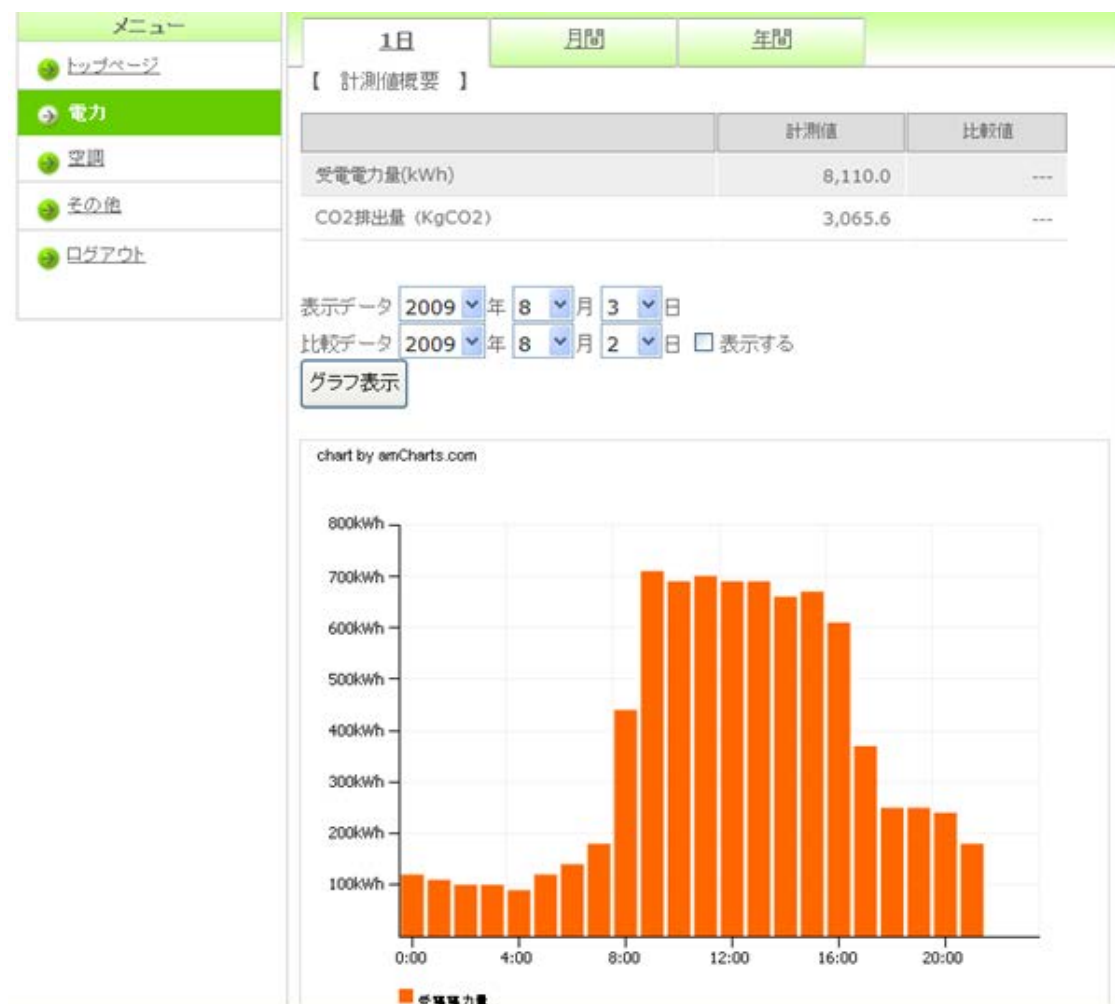 メニュー
トップページ
電力
空調
その他
ログアウト
1日 月間 年間
【 計測値概要 】
計測値 比較値
受電電力量(kWh) 8,110.0 ---
CO2排出量 (KgCO2) 3,065.6 ---
表示データ 2009 年 8 月 3 日
比較データ 2009 年 8 月 2 日 表示する
グラフ表示
chart by amCharts.com
800kWh
700kWh
600kWh
500kWh
400kWh
300kWh
200kWh
100kWh
0:00 4:00 8:00 12:00 16:00 20:00
受電電力量